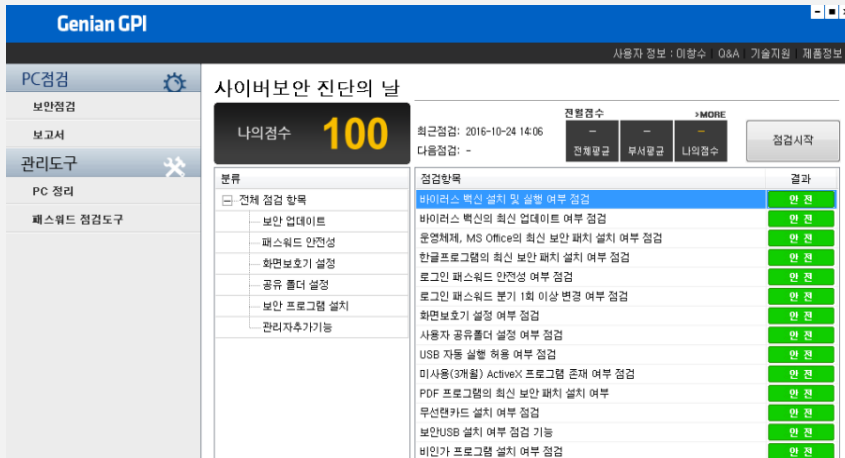 Genian GPI
사용자 정보 : 이창수 Q&A 기술지원 제품정보
PC점검
보안점검
보고서
관리도구
PC 정리
패스워드 점검도구
사이버보안 진단의 날
나의점수 100
최근점검: 2016-10-24 14:06
다음점검: -
전월점수 >MORE
- - -
전체평균 부서평균 나의점수
점검시작
분류
전체 점검 항목
보안 업데이트
패스워드 안전성
화면보호기 설정
공유 폴더 설정
보안 프로그램 설치
관리자추가기능
점검항목 결과
바이러스 백신 설치 및 실행 여부 점검 안 전
바이러스 백신의 최신 업데이트 여부 점검 안 전
운영체제, MS Office의 최신 보안 패치 설치 여부 점검 안 전
한글프로그램의 최신 보안 패치 설치 여부 점검 안 전
로그인 패스워드 안전성 여부 점검 안 전
로그인 패스워드 분기 1회 이상 변경 여부 점검 안 전
화면보호기 설정 여부 점검 안 전
사용자 공유폴더 설정 여부 점검 안 전
USB 자동 실행 허용 여부 점검 안 전
미사용(3개월) ActiveX 프로그램 존재 여부 점검 안 전
PDF 프로그램의 최신 보안 패치 설치 여부 안 전
무선랜카드 설치 여부 점검 안 전
보안USB 설치 여부 점검 기능 안 전
비인가 프로그램 설치 여부 점검 안 전